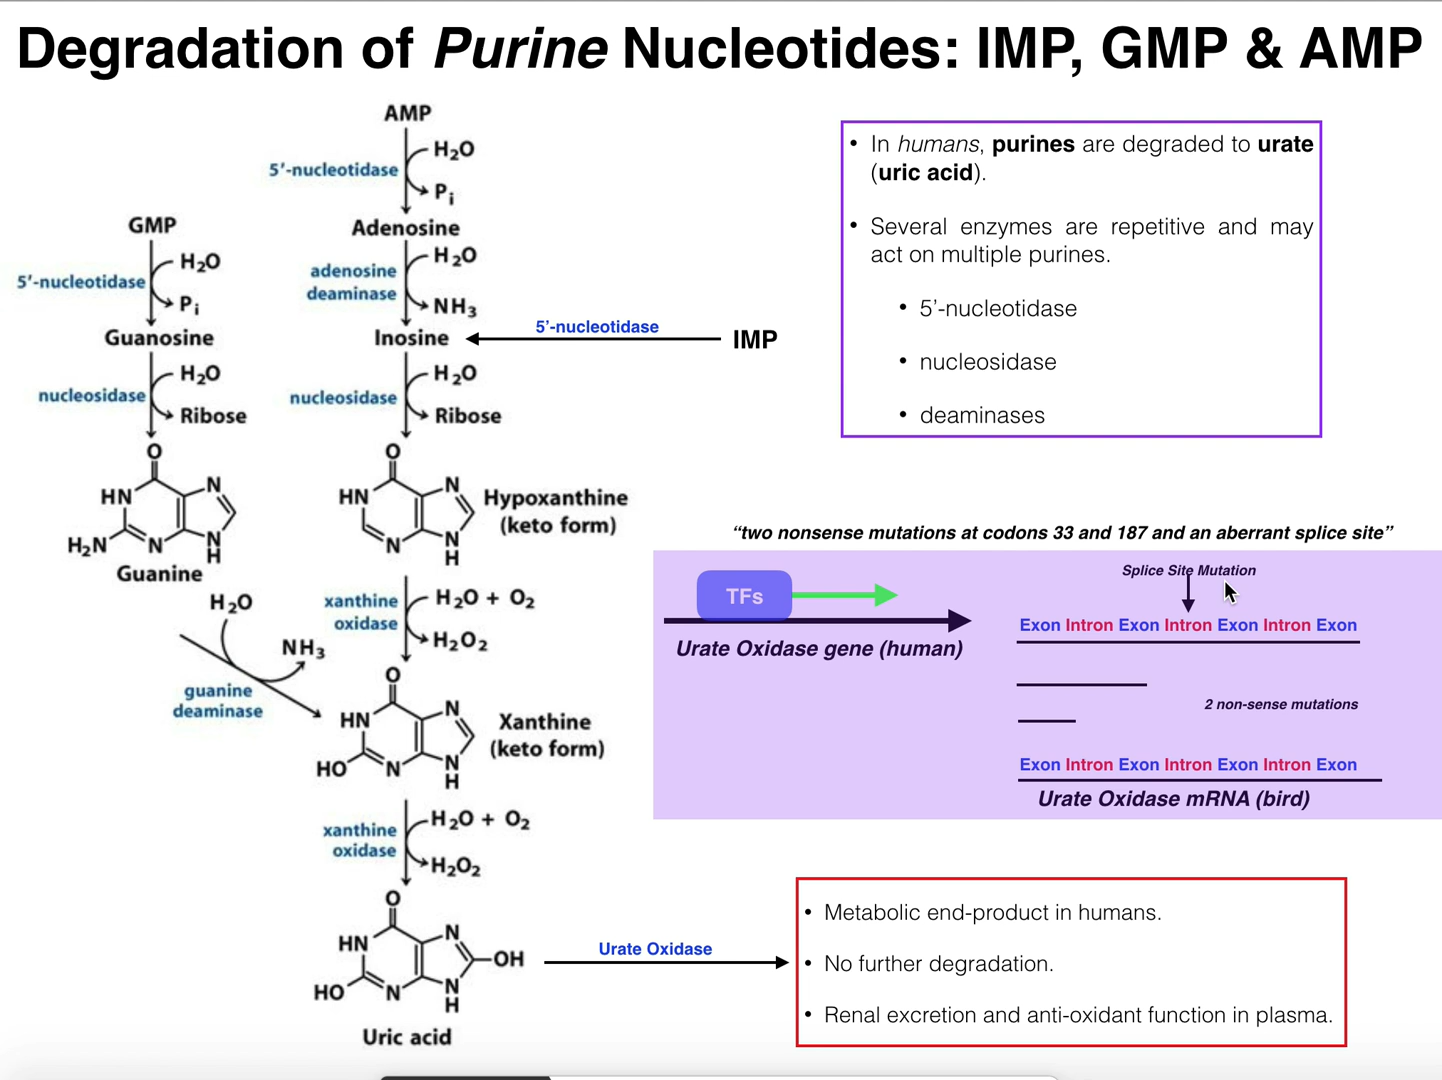 Degradation of Purine Nucleotides: IMP, GMP & AMP
AMP
H₂O
5'-nucleotidase
Pᵢ
Adenosine
H₂O
adenosine
deaminase
NH₃
Inosine
5'-nucleotidase
IMP
H₂O
nucleosidase
Ribose
GMP
H₂O
5'-nucleotidase
Pᵢ
Guanosine
H₂O
nucleosidase
Ribose
O
HN
N
H₂N
N
N
H
Guanine
H₂O
NH₃
guanine
deaminase
O
HN
N
N
N
H
Hypoxanthine
(keto form)
xanthine
oxidase
H₂O + O₂
H₂O₂
O
HN
N
HO
N
N
H
Xanthine
(keto form)
xanthine
oxidase
H₂O + O₂
H₂O₂
O
HN
N
OH
HO
N
N
H
Uric acid
Urate Oxidase
• In humans, purines are degraded to urate
(uric acid).
• Several enzymes are repetitive and may
act on multiple purines.
• 5’-nucleotidase
• nucleosidase
• deaminases
“two nonsense mutations at codons 33 and 187 and an aberrant splice site”
TFs
Urate Oxidase gene (human)
Splice Site Mutation
Exon Intron Exon Intron Exon Intron Exon
2 non-sense mutations
Exon Intron Exon Intron Exon Intron Exon
Urate Oxidase mRNA (bird)
• Metabolic end-product in humans.
• No further degradation.
• Renal excretion and anti-oxidant function in plasma.